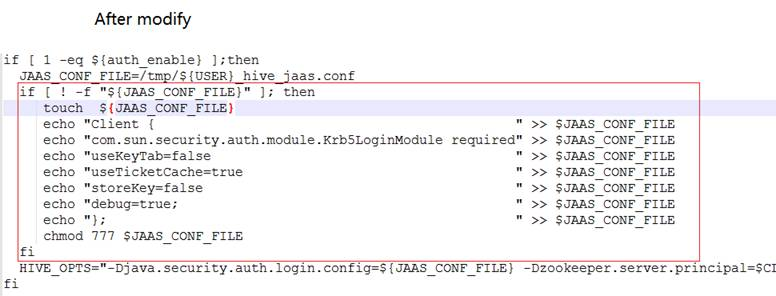 After modify
if [ 1 -eq ${auth_enable} ];then
  JAAS_CONF_FILE=/tmp/${USER}_hive_jaas.conf
  if [ ! -f "${JAAS_CONF_FILE}" ]; then
     touch  ${JAAS_CONF_FILE}
     echo "Client {                                             " >> $JAAS_CONF_FILE
     echo "com.sun.security.auth.module.Krb5LoginModule required" >> $JAAS_CONF_FILE
     echo "useKeyTab=false                                      " >> $JAAS_CONF_FILE
     echo "useTicketCache=true                                  " >> $JAAS_CONF_FILE
     echo "storeKey=false                                       " >> $JAAS_CONF_FILE
     echo "debug=true;                                          " >> $JAAS_CONF_FILE
     echo "};                                                   " >> $JAAS_CONF_FILE
     chmod 777 $JAAS_CONF_FILE
  fi
  HIVE_OPTS="-Djava.security.auth.login.config=${JAAS_CONF_FILE} -Dzookeeper.server.principal=
fi